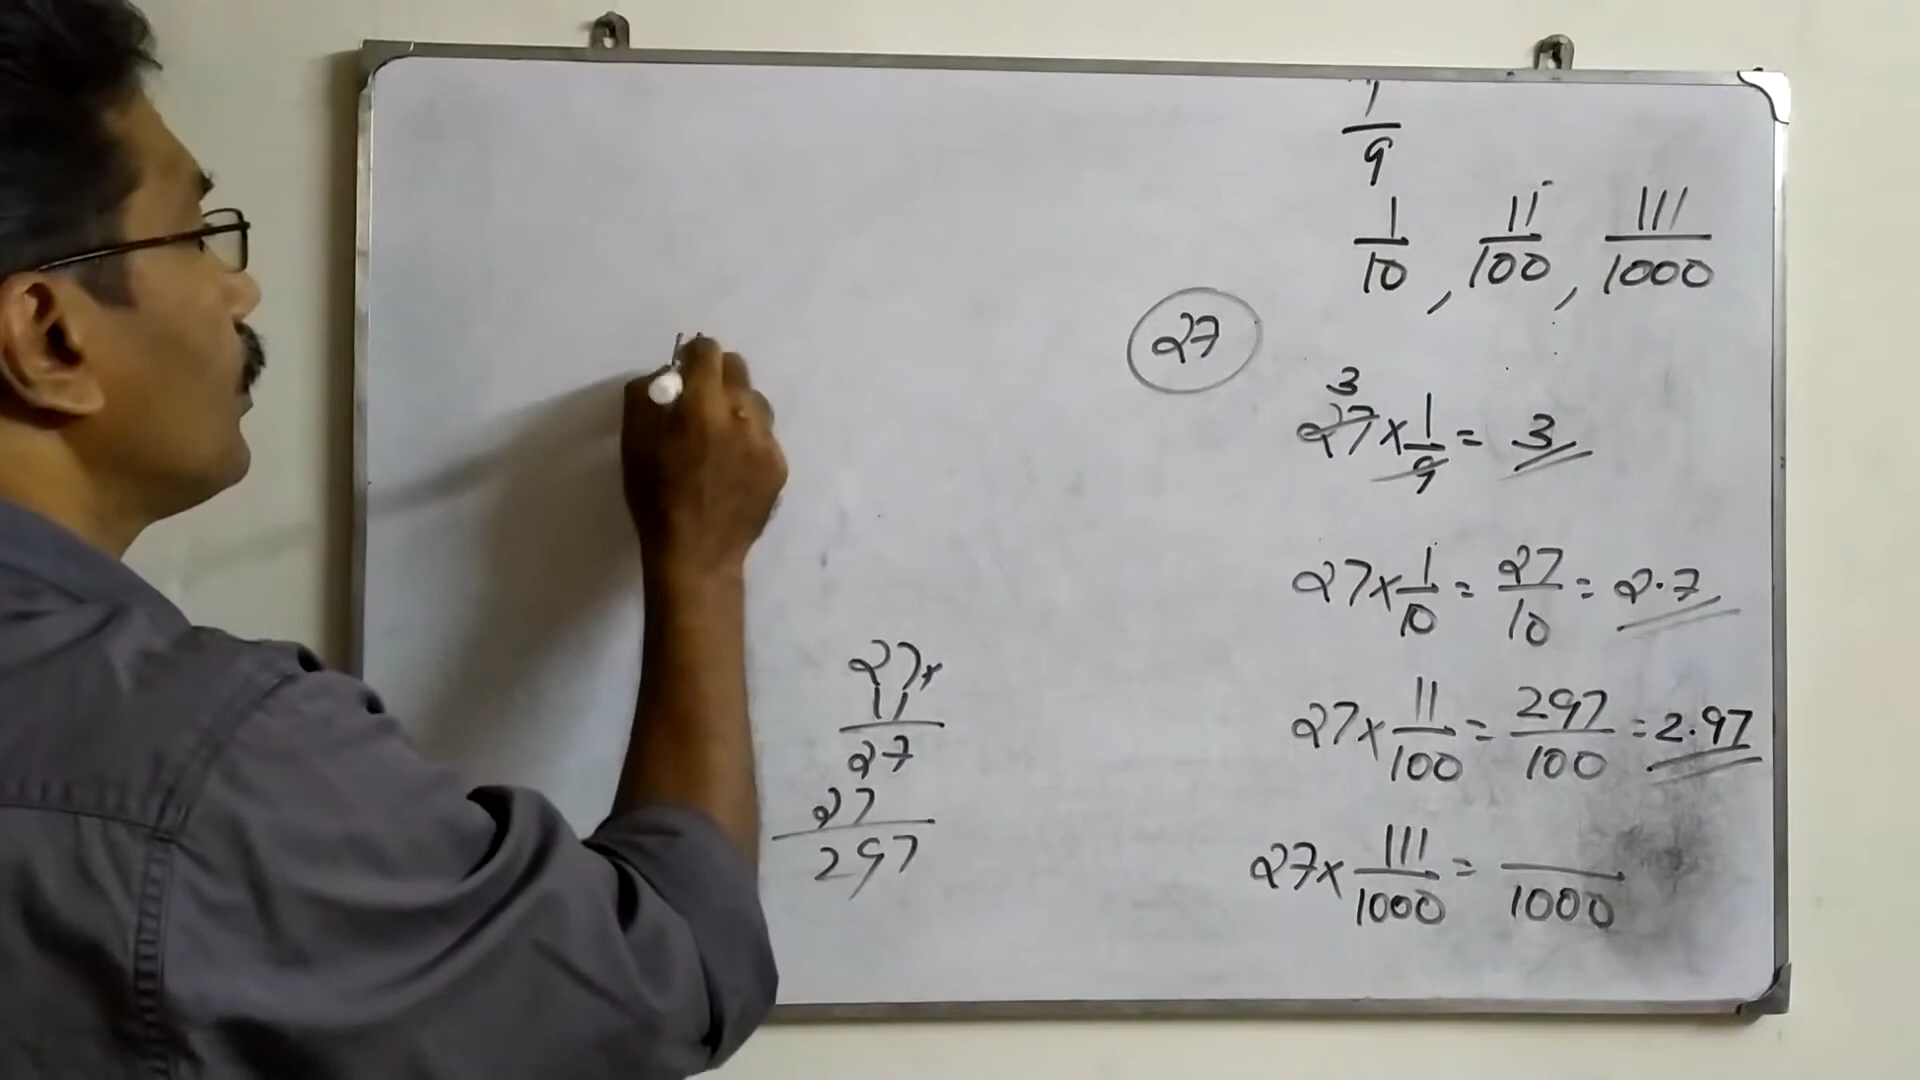 1/9
1/10 , 11/100 , 111/1000
27
3
27 × 1/9 = 3
27 × 1/10 = 27/10 = 2.7
27 × 11/100 = 297/100 = 2.97
27 × 111/1000 = /1000
27 ×
11
27
27
297